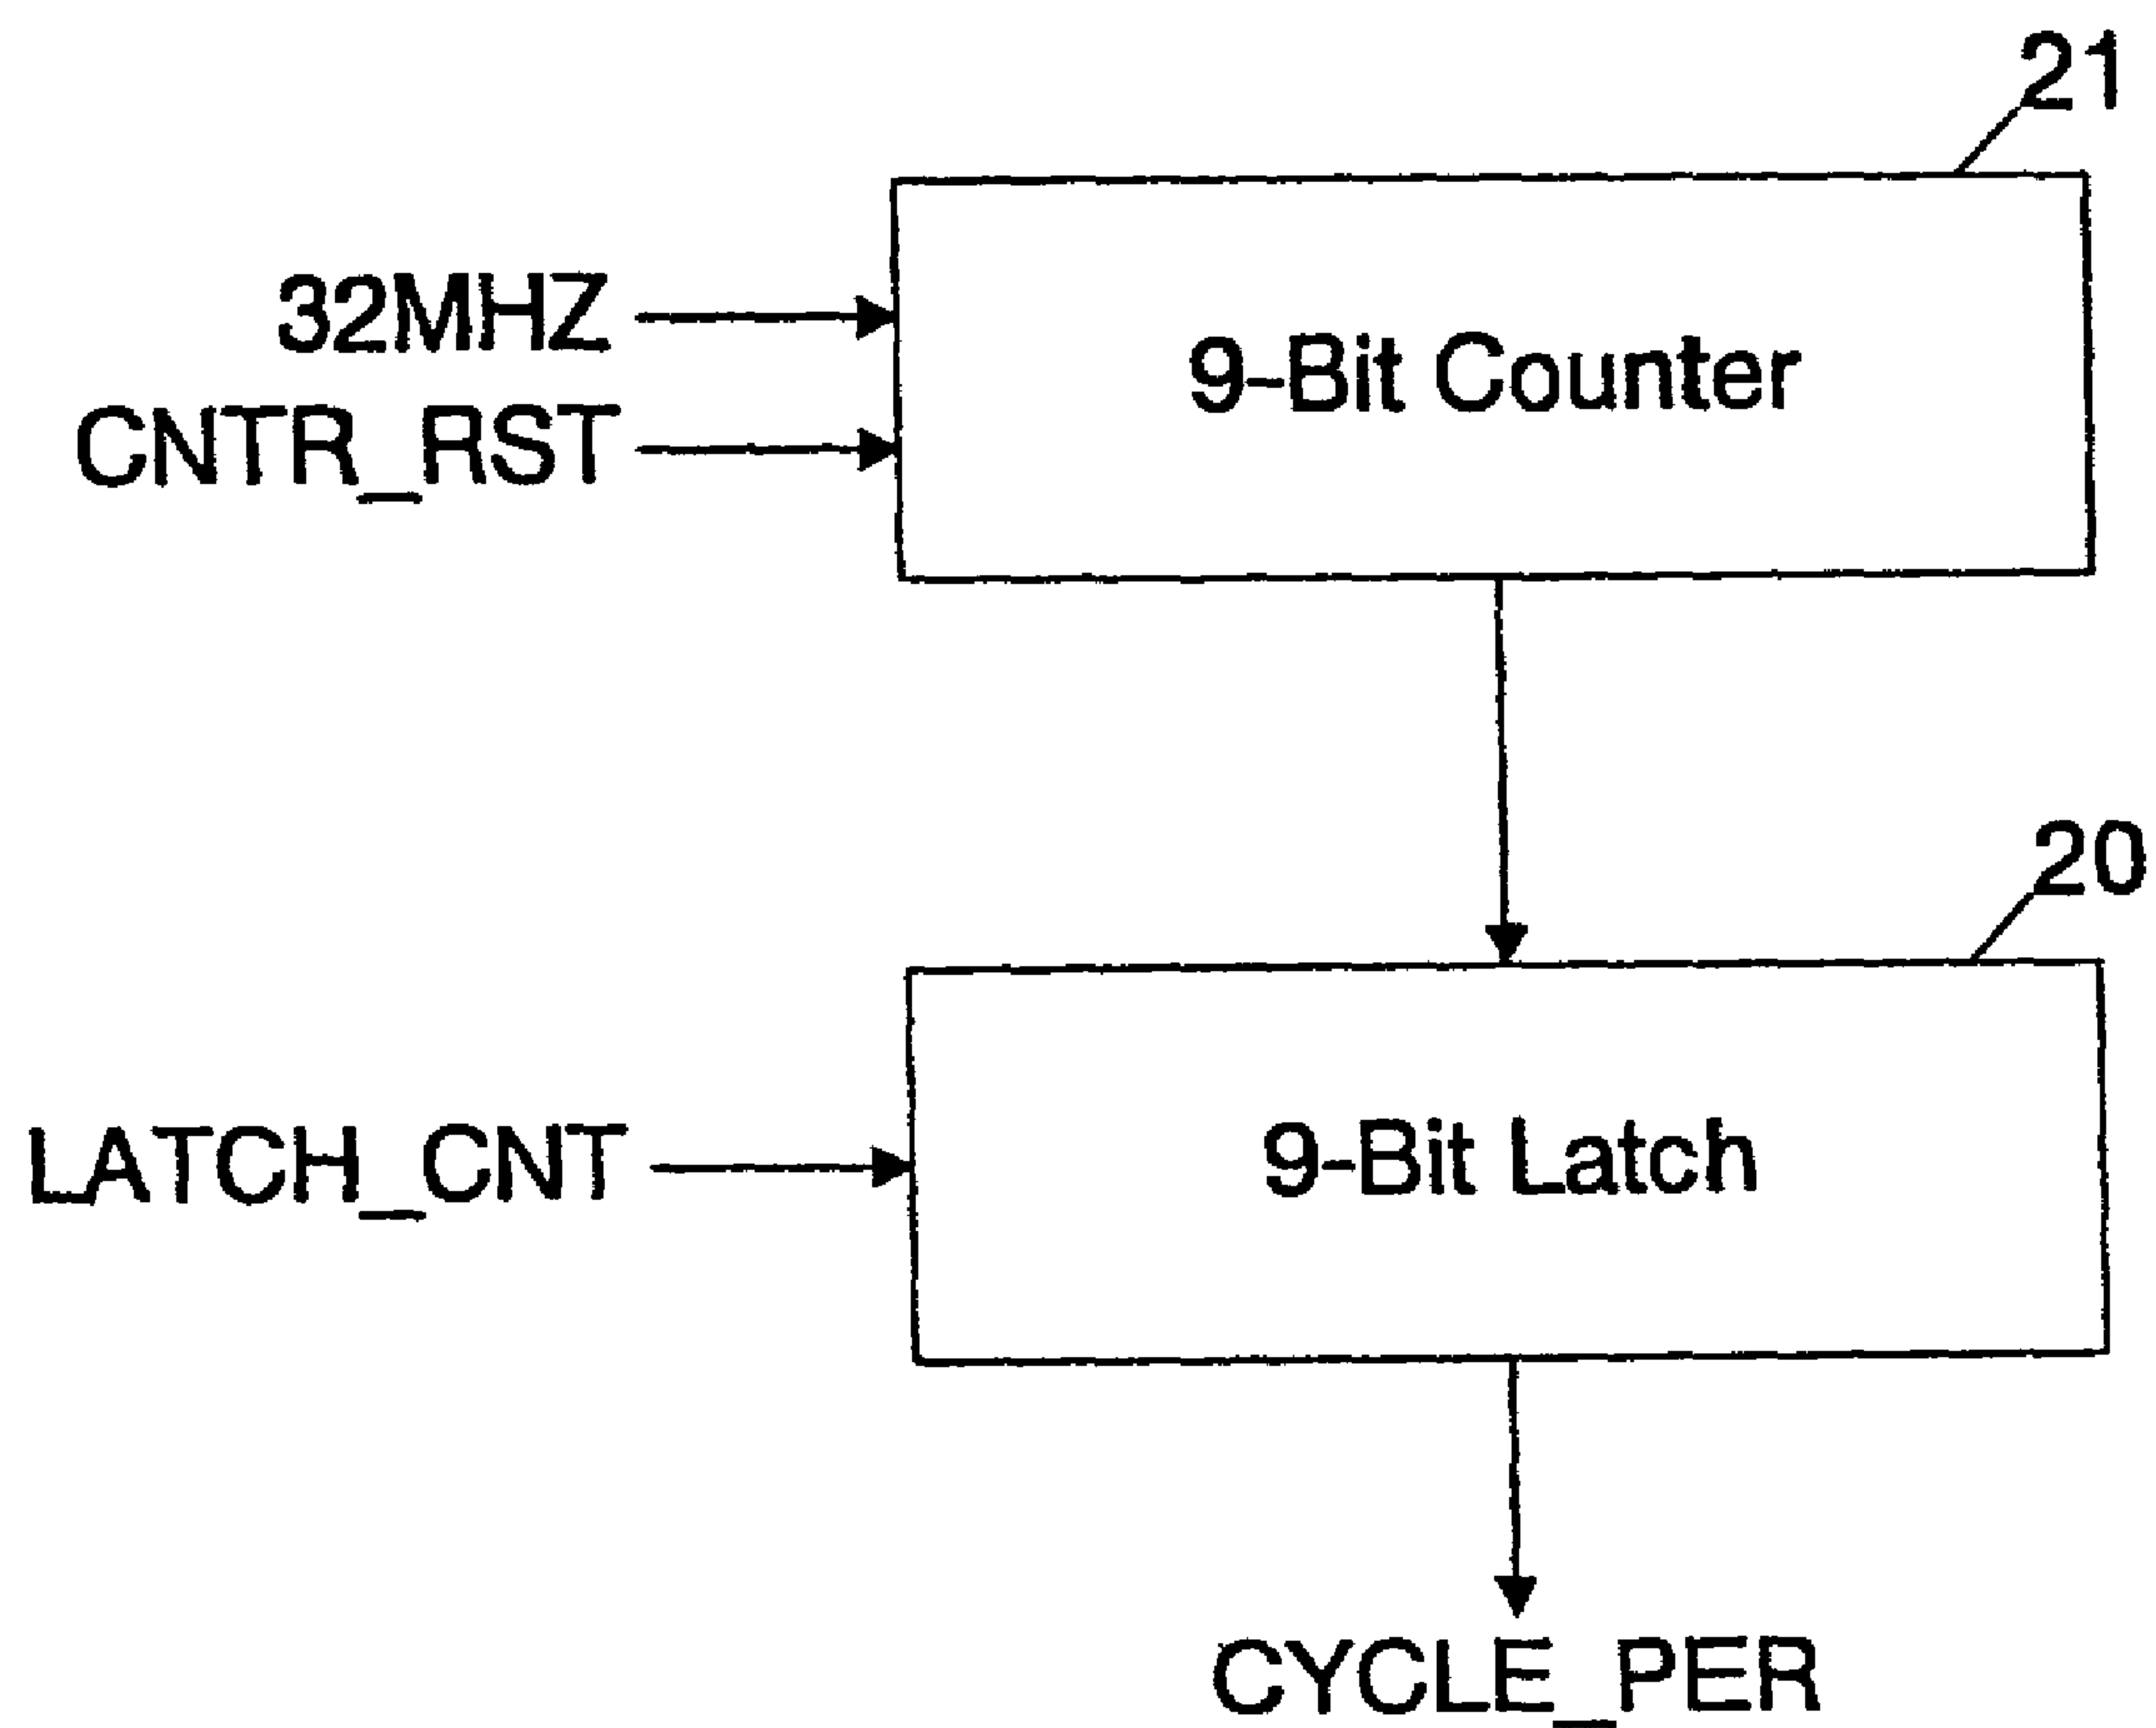 21
32MHZ
CNTR_RST
9-Bit Counter
20
LATCH_CNT
9-Bit Latch
CYCLE_PER